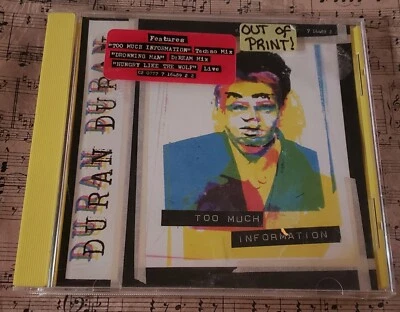 Features
"TOO MUCH INFORMATION" Techno Mix
"DROWNING MAN" D:REAM Mix
"HUNGRY LIKE THE WOLF" Live
OUT OF
PRINT!
DURAN DURAN
DURAN DURAN
TOO MUCH
INFORMATION